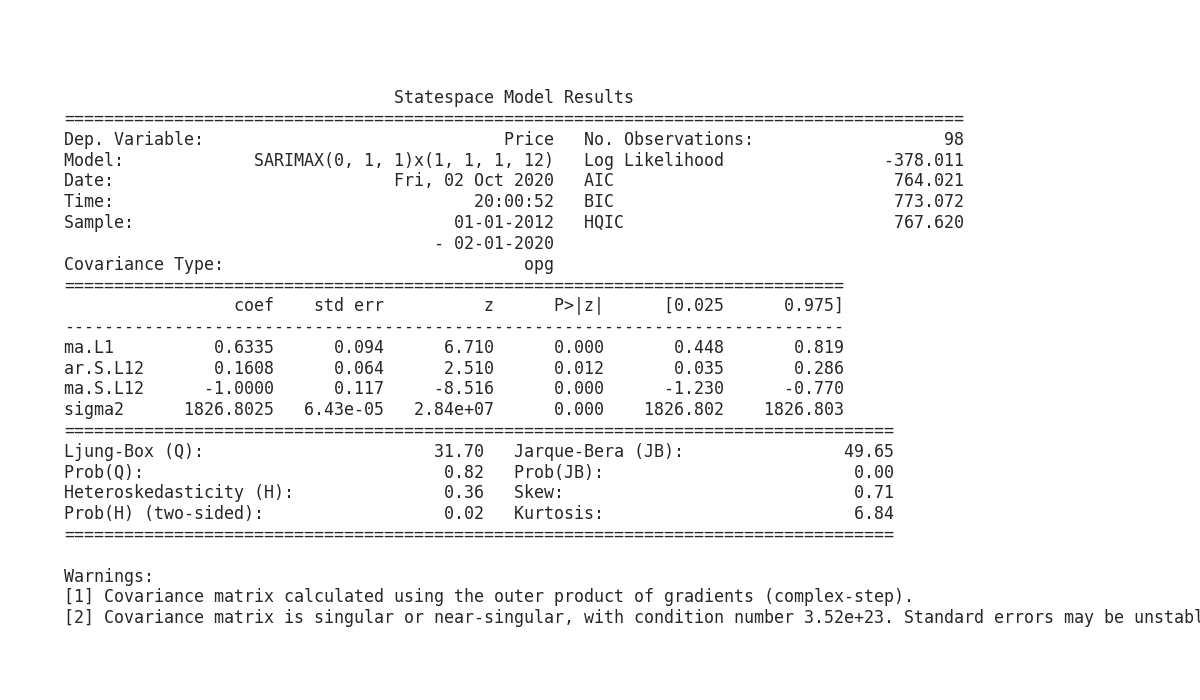 Statespace Model Results
==========================================================================================
Dep. Variable:                              Price   No. Observations:                   98
Model:             SARIMAX(0, 1, 1)x(1, 1, 1, 12)   Log Likelihood                -378.011
Date:                            Fri, 02 Oct 2020   AIC                            764.021
Time:                                    20:00:52   BIC                            773.072
Sample:                                01-01-2012   HQIC                           767.620
                                     - 02-01-2020
Covariance Type:                              opg
==============================================================================
                 coef    std err          z      P>|z|      [0.025      0.975]
------------------------------------------------------------------------------
ma.L1          0.6335      0.094      6.710      0.000       0.448       0.819
ar.S.L12       0.1608      0.064      2.510      0.012       0.035       0.286
ma.S.L12      -1.0000      0.117     -8.516      0.000      -1.230      -0.770
sigma2      1826.8025   6.43e-05   2.84e+07      0.000    1826.802    1826.803
===================================================================================
Ljung-Box (Q):                       31.70   Jarque-Bera (JB):                49.65
Prob(Q):                              0.82   Prob(JB):                         0.00
Heteroskedasticity (H):               0.36   Skew:                             0.71
Prob(H) (two-sided):                  0.02   Kurtosis:                         6.84
===================================================================================
Warnings:
[1] Covariance matrix calculated using the outer product of gradients (complex-step).
[2] Covariance matrix is singular or near-singular, with condition number 3.52e+23. Standard errors may be